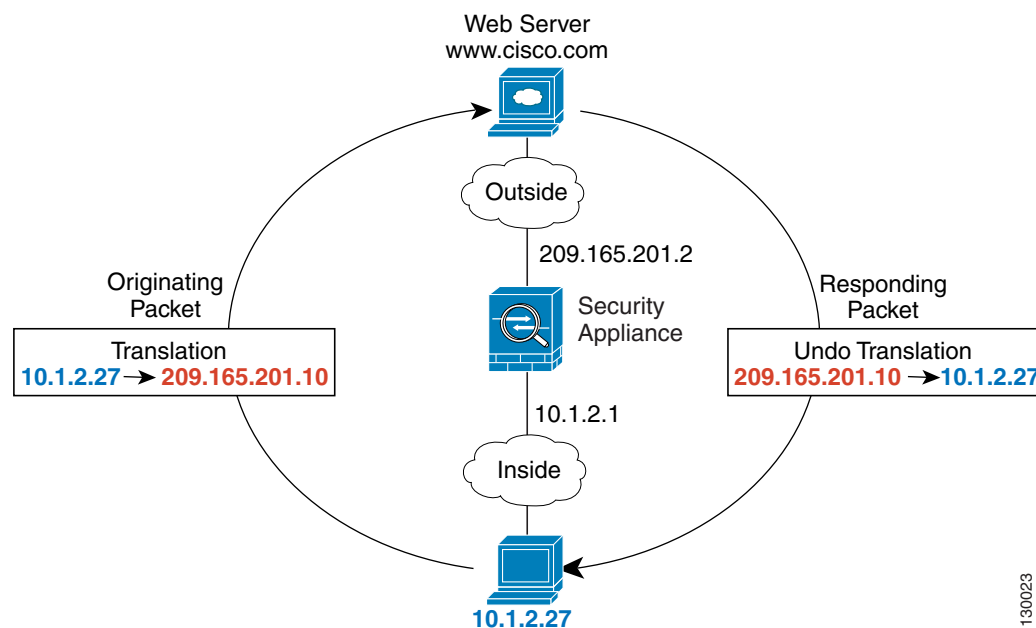 Web Server
www.cisco.com
Outside
209.165.201.2
Originating
Packet
Responding
Packet
Security
Appliance
Translation
10.1.2.27 209.165.201.10
Undo Translation
209.165.201.10 10.1.2.27
10.1.2.1
Inside
10.1.2.27
130023